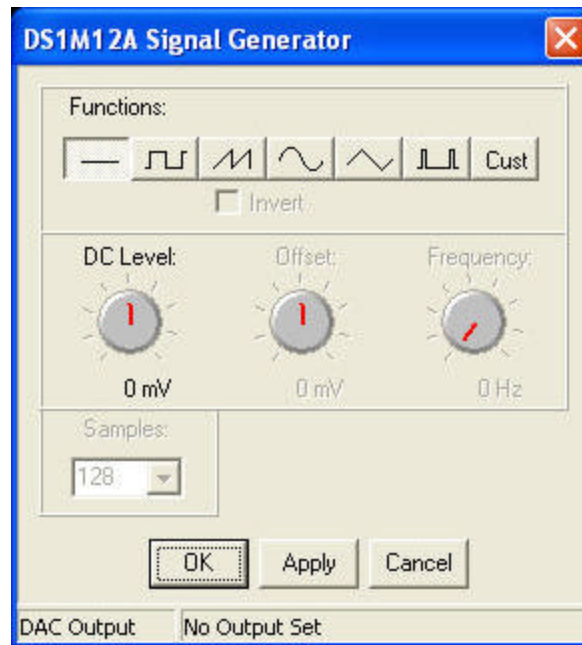 DS1M12A Signal Generator
Functions:
Cust
Invert
DC Level: Offset: Frequency:
0 mV 0 mV 0 Hz
Samples:
128
OK Apply Cancel
DAC Output No Output Set